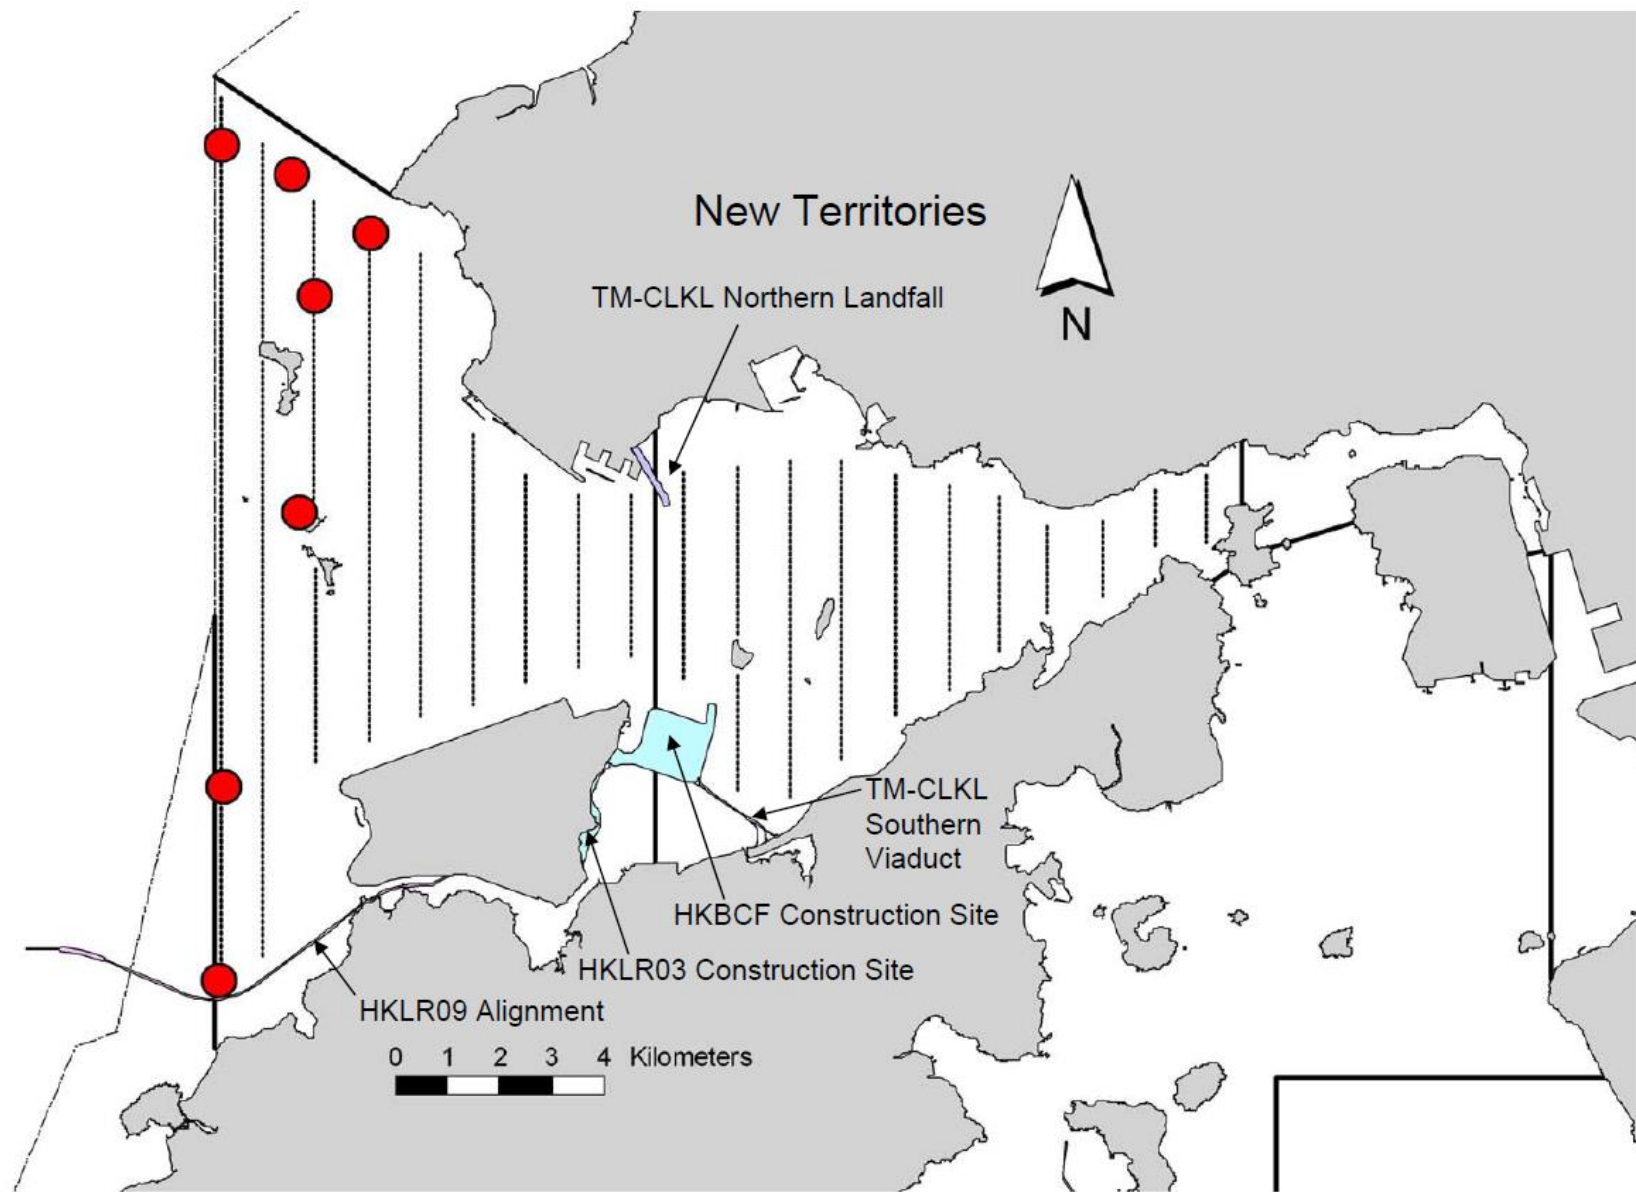 New Territories
TM-CLKL Northern Landfall
N
TM-CLKL
Southern
Viaduct
HKBCF Construction Site
HKLR03 Construction Site
HKLR09 Alignment
0 1 2 3 4 Kilometers